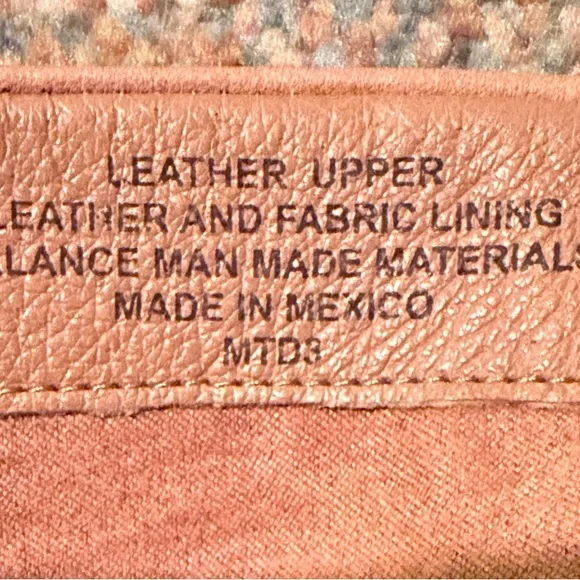 LEATHER UPPER
LEATHER AND FABRIC LINING
ALANCE MAN MADE MATERIALS
MADE IN MEXICO
MTD3